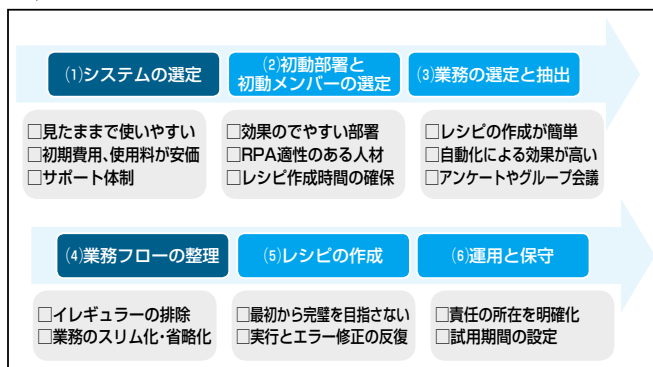 ⑴システムの選定
⑵初動部署と
初動メンバーの選定
⑶業務の選定と抽出
□見たままで使いやすい
□初期費用、使用料が安価
□サポート体制
□効果のでやすい部署
□RPA適性のある人材
□レシピ作成時間の確保
□レシピの作成が簡単
□自動化による効果が高い
□アンケートやグループ会議
⑷業務フローの整理
⑸レシピの作成
⑹運用と保守
□イレギュラーの排除
□業務のスリム化・省略化
□最初から完璧を目指さない
□実行とエラー修正の反復
□責任の所在を明確化
□試用期間の設定